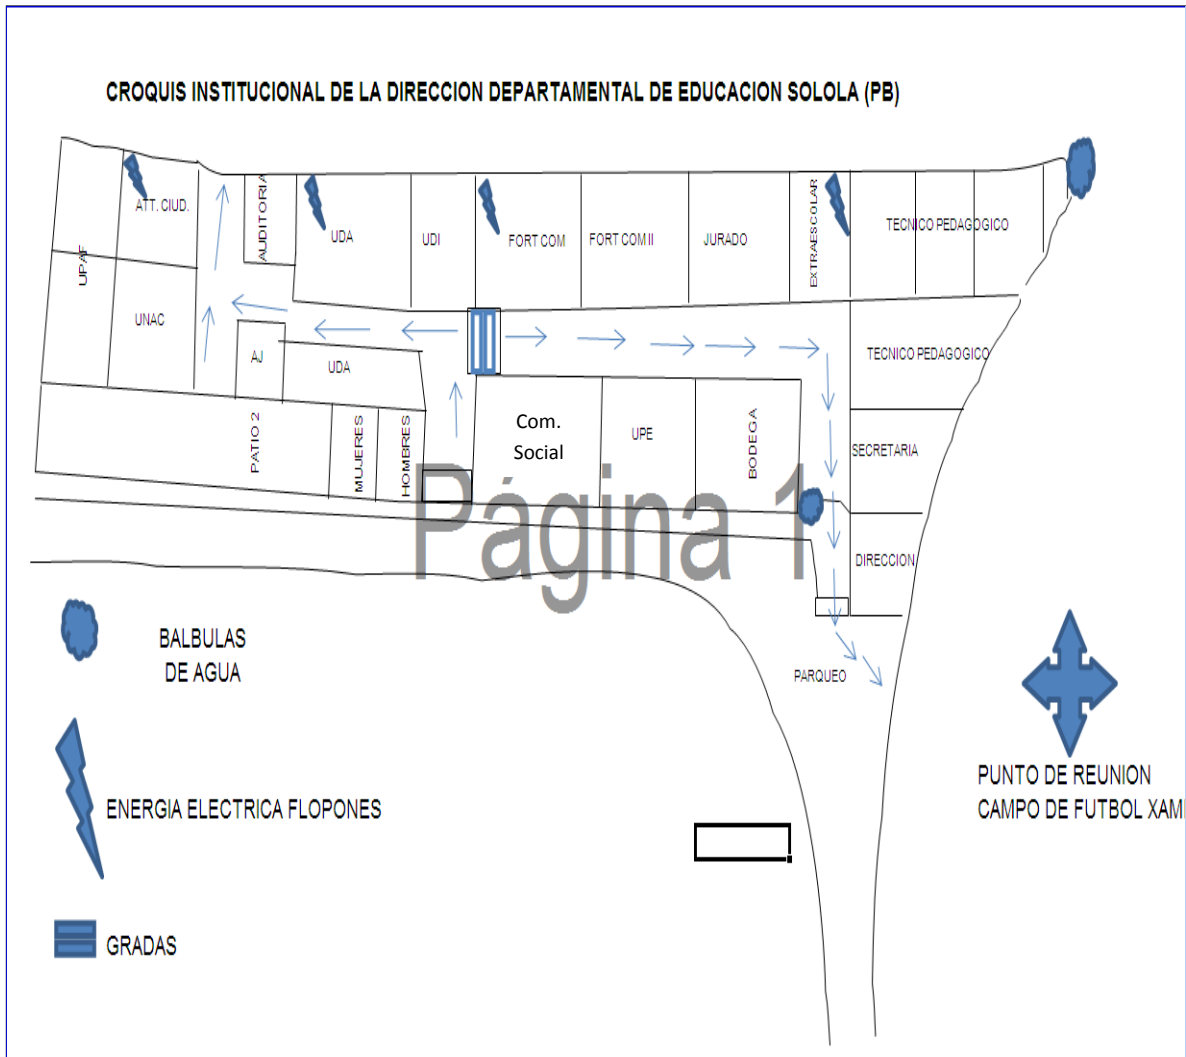 CROQUIS INSTITUCIONAL DE LA DIRECCION DEPARTAMENTAL DE EDUCACION SOLOLA (PB)
UPAF
ATT. CIUD.
AUDITORIA
UDA
UDI
FORT COM
FORT COM II
JURADO
EXTRAESCOLAR
TECNICO PEDAGOGICO
UNAC
AJ
UDA
TECNICO PEDAGOGICO
PATIO 2
MUJERES
HOMBRES
Com.
Social
UPE
BODEGA
SECRETARIA
Página 1
DIRECCION
BALBULAS
DE AGUA
PARQUEO
ENERGIA ELECTRICA FLOPONES
PUNTO DE REUNION
CAMPO DE FUTBOL
GRADAS